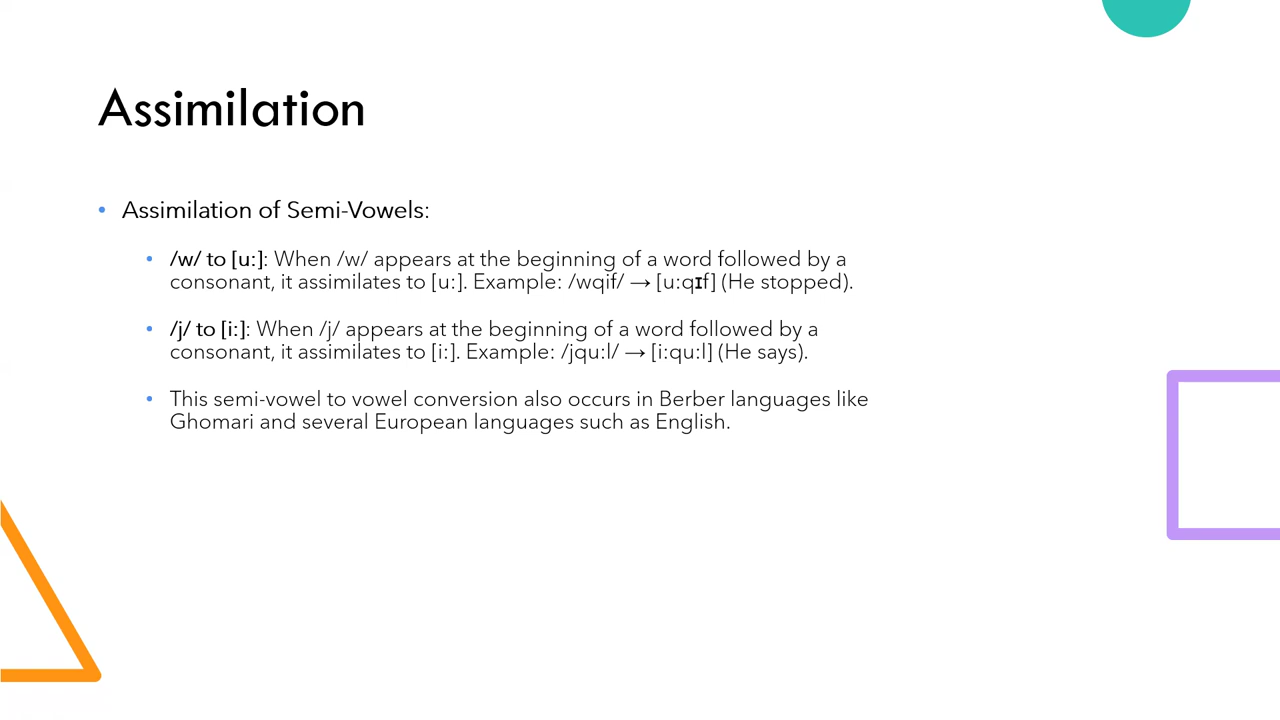 Assimilation
• Assimilation of Semi-Vowels:
• /w/ to [u:]: When /w/ appears at the beginning of a word followed by a
consonant, it assimilates to [u:]. Example: /wqif/ → [u:qɪf] (He stopped).
• /j/ to [i:]: When /j/ appears at the beginning of a word followed by a
consonant, it assimilates to [i:]. Example: /jqu:l/ → [i:qu:l] (He says).
• This semi-vowel to vowel conversion also occurs in Berber languages like
Ghomari and several European languages such as English.